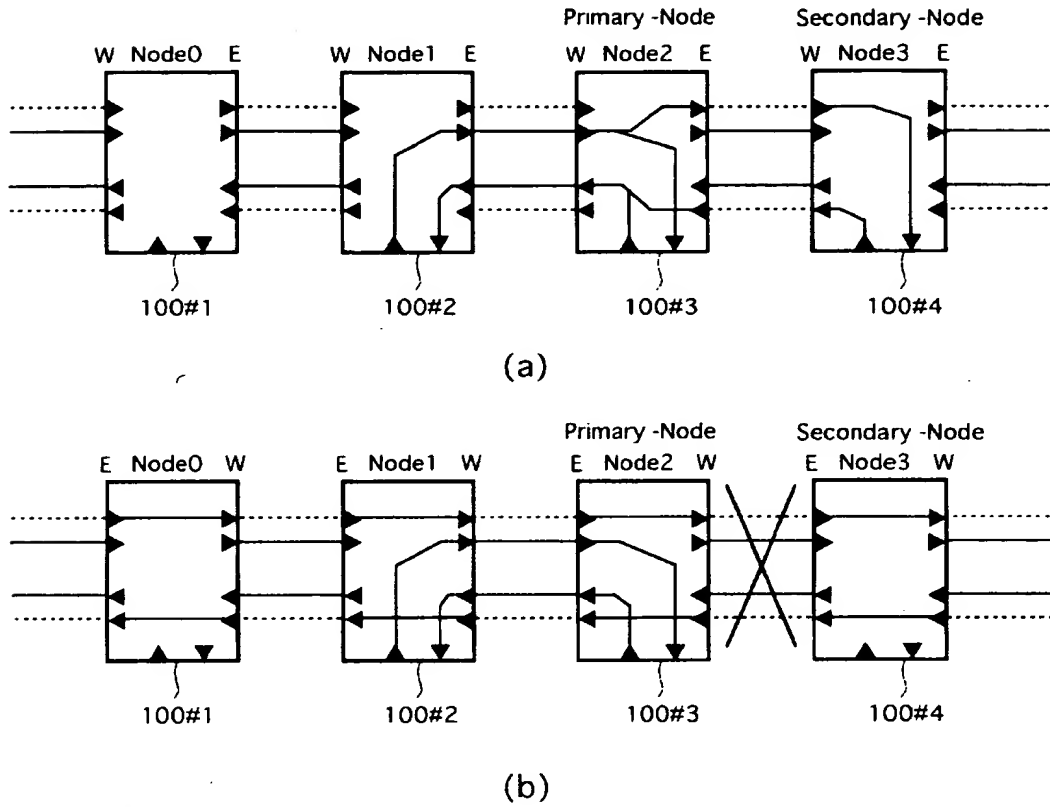 Primary -Node Secondary -Node
W Node0 E W Node1 E W Node2 E W Node3 E
100#1 100#2 100#3 100#4
(a)
Primary -Node Secondary -Node
E Node0 W E Node1 W E Node2 W E Node3 W
100#1 100#2 100#3 100#4
(b)